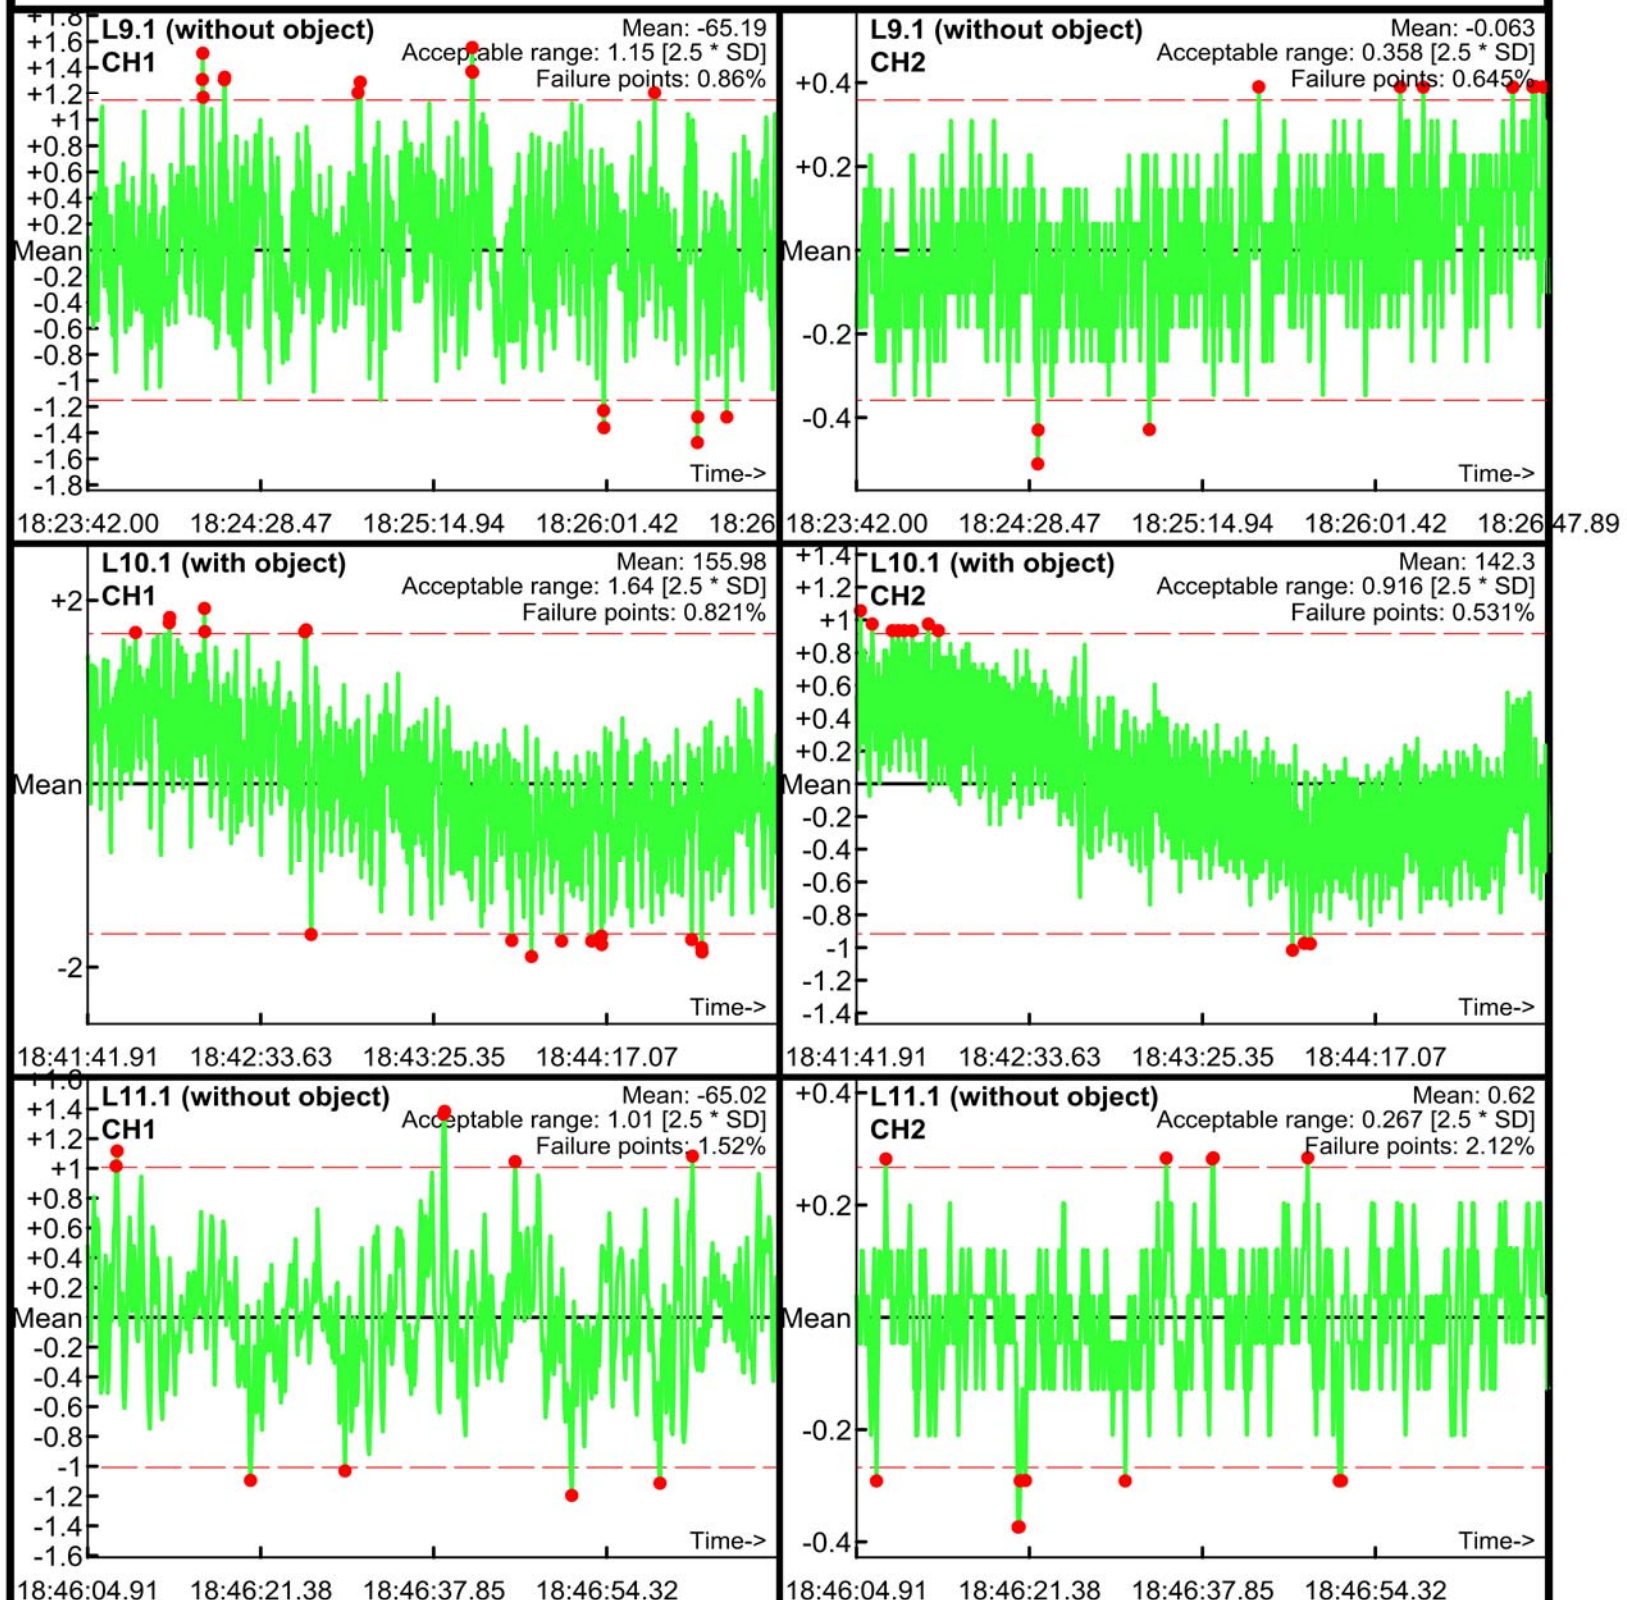 L9.1 (without object)
CH1
Mean: -65.19
Acceptable range: 1.15 [2.5 * SD]
Failure points: 0.86%
+1.8
+1.6
+1.4
+1.2
+1
+0.8
+0.6
+0.4
+0.2
Mean
-0.2
-0.4
-0.6
-0.8
-1
-1.2
-1.4
-1.6
-1.8
Time->
18:23:42.00 18:24:28.47 18:25:14.94 18:26:01.42 18:26
L9.1 (without object)
CH2
Mean: -0.063
Acceptable range: 0.358 [2.5 * SD]
Failure points: 0.645%
+0.4
+0.2
Mean
-0.2
-0.4
Time->
18:23:42.00 18:24:28.47 18:25:14.94 18:26:01.42 18:26:47.89
L10.1 (with object)
CH1
Mean: 155.98
Acceptable range: 1.64 [2.5 * SD]
Failure points: 0.821%
+2
Mean
-2
Time->
18:41:41.91 18:42:33.63 18:43:25.35 18:44:17.07
L10.1 (with object)
CH2
Mean: 142.3
Acceptable range: 0.916 [2.5 * SD]
Failure points: 0.531%
+1.4
+1.2
+1
+0.8
+0.6
+0.4
+0.2
Mean
-0.2
-0.4
-0.6
-0.8
-1
-1.2
-1.4
Time->
18:41:41.91 18:42:33.63 18:43:25.35 18:44:17.07
L11.1 (without object)
CH1
Mean: -65.02
Acceptable range: 1.01 [2.5 * SD]
Failure points: 1.52%
+1.4
+1.2
+1
+0.8
+0.6
+0.4
+0.2
Mean
-0.2
-0.4
-0.6
-0.8
-1
-1.2
-1.4
-1.6
Time->
18:46:04.91 18:46:21.38 18:46:37.85 18:46:54.32
L11.1 (without object)
CH2
Mean: 0.62
Acceptable range: 0.267 [2.5 * SD]
Failure points: 2.12%
+0.4
+0.2
Mean
-0.2
-0.4
Time->
18:46:04.91 18:46:21.38 18:46:37.85 18:46:54.32